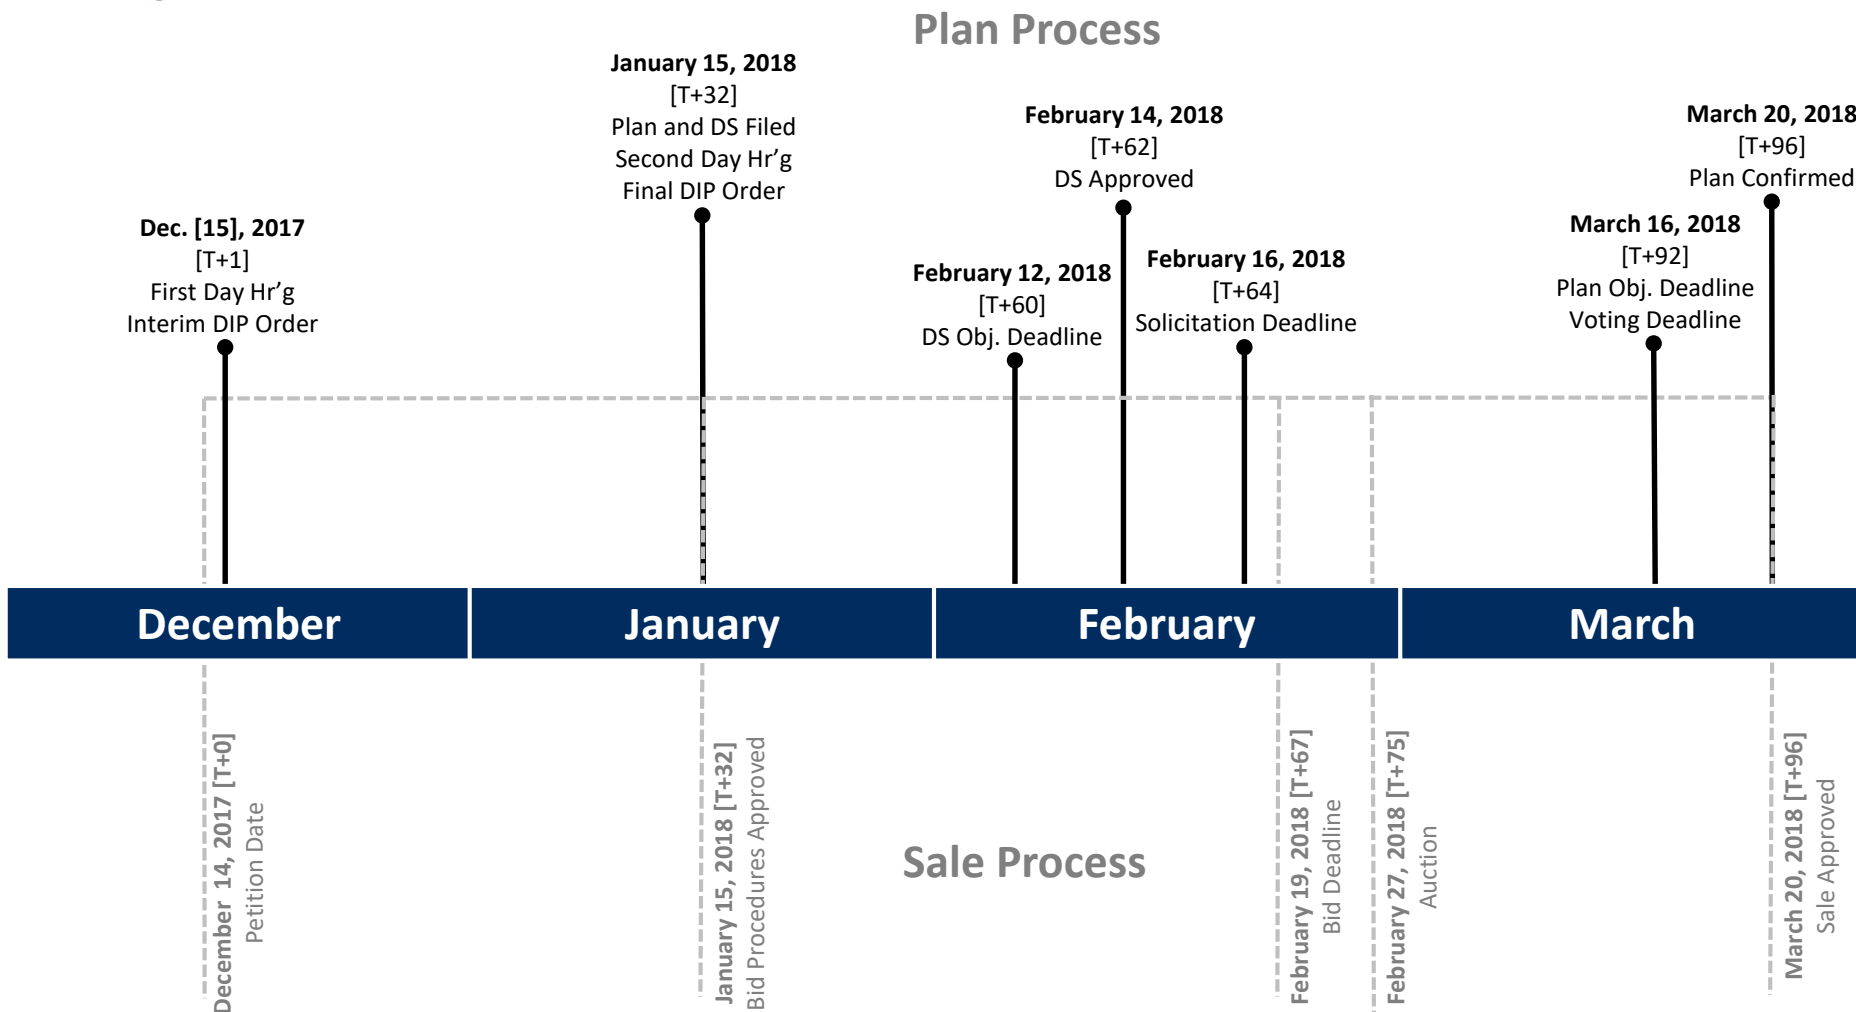 Plan Process
January 15, 2018
[T+32]
Plan and DS Filed
Second Day Hr'g
Final DIP Order
February 14, 2018
[T+62]
DS Approved
March 20, 2018
[T+96]
Plan Confirmed
Dec. [15], 2017
[T+1]
First Day Hr'g
Interim DIP Order
February 12, 2018
[T+60]
DS Obj. Deadline
February 16, 2018
[T+64]
Solicitation Deadline
March 16, 2018
[T+92]
Plan Obj. Deadline
Voting Deadline
December
January
February
March
December 14, 2017 [T+0]
Petition Date
January 15, 2018 [T+32]
Bid Procedures Approved
Sale Process
February 19, 2018 [T+67]
Bid Deadline
February 27, 2018 [T+75]
Auction
March 20, 2018 [T+96]
Sale Approved